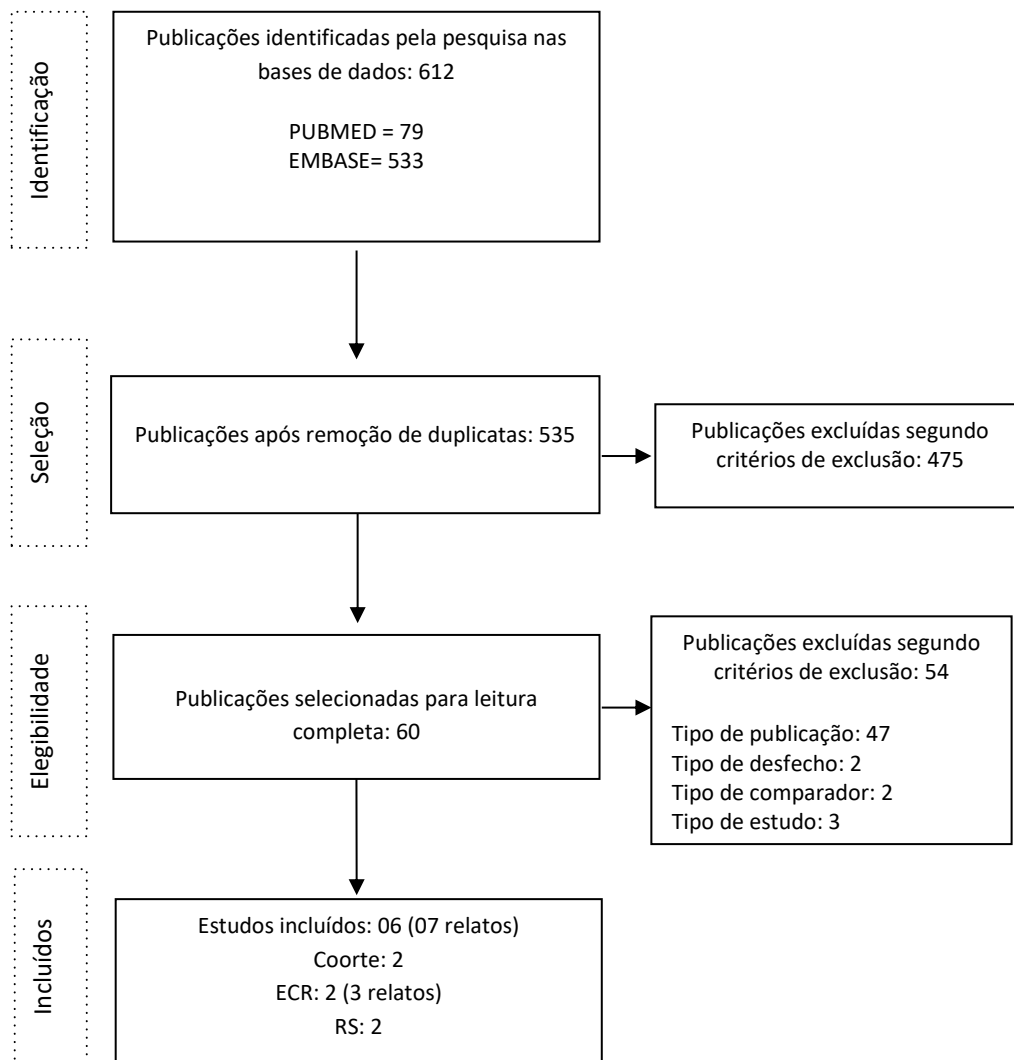 Identificação
Publicações identificadas pela pesquisa nas
bases de dados: 612
PUBMED = 79
EMBASE= 533
Seleção
Publicações após remoção de duplicatas: 535
Publicações excluídas segundo
critérios de exclusão: 475
Elegibilidade
Publicações selecionadas para leitura
completa: 60
Publicações excluídas segundo
critérios de exclusão: 54
Tipo de publicação: 47
Tipo de desfecho: 2
Tipo de comparador: 2
Tipo de estudo: 3
Incluídos
Estudos incluídos: 06 (07 relatos)
Coorte: 2
ECR: 2 (3 relatos)
RS: 2